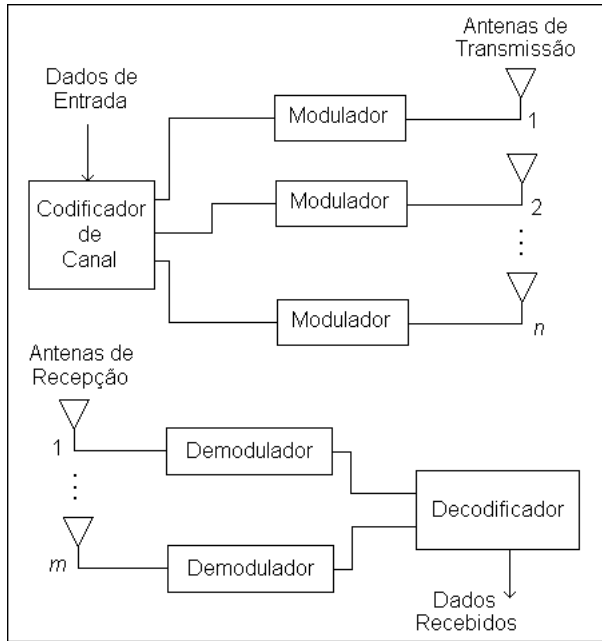 Antenas de
Transmissão
Dados de
Entrada
Modulador
1
Codificador
de
Canal
Modulador
2
Modulador
n
Antenas de
Recepção
1
Demodulador
Decodificador
m
Demodulador
Dados
Recebidos